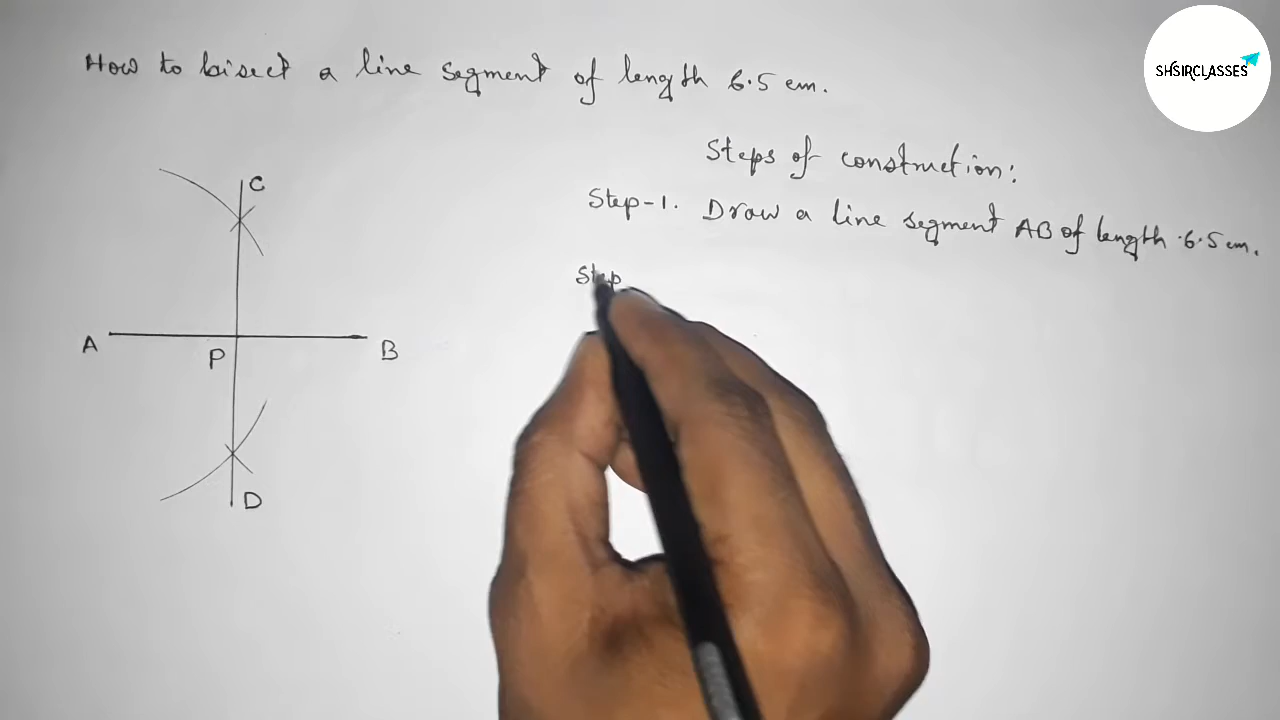 How to bisect a line segment of length 6.5 cm.
SHSIRCLASSES
Steps of construction:
Step-1. Draw a line segment AB of length 6.5 cm.
Step
C
A
P
B
D